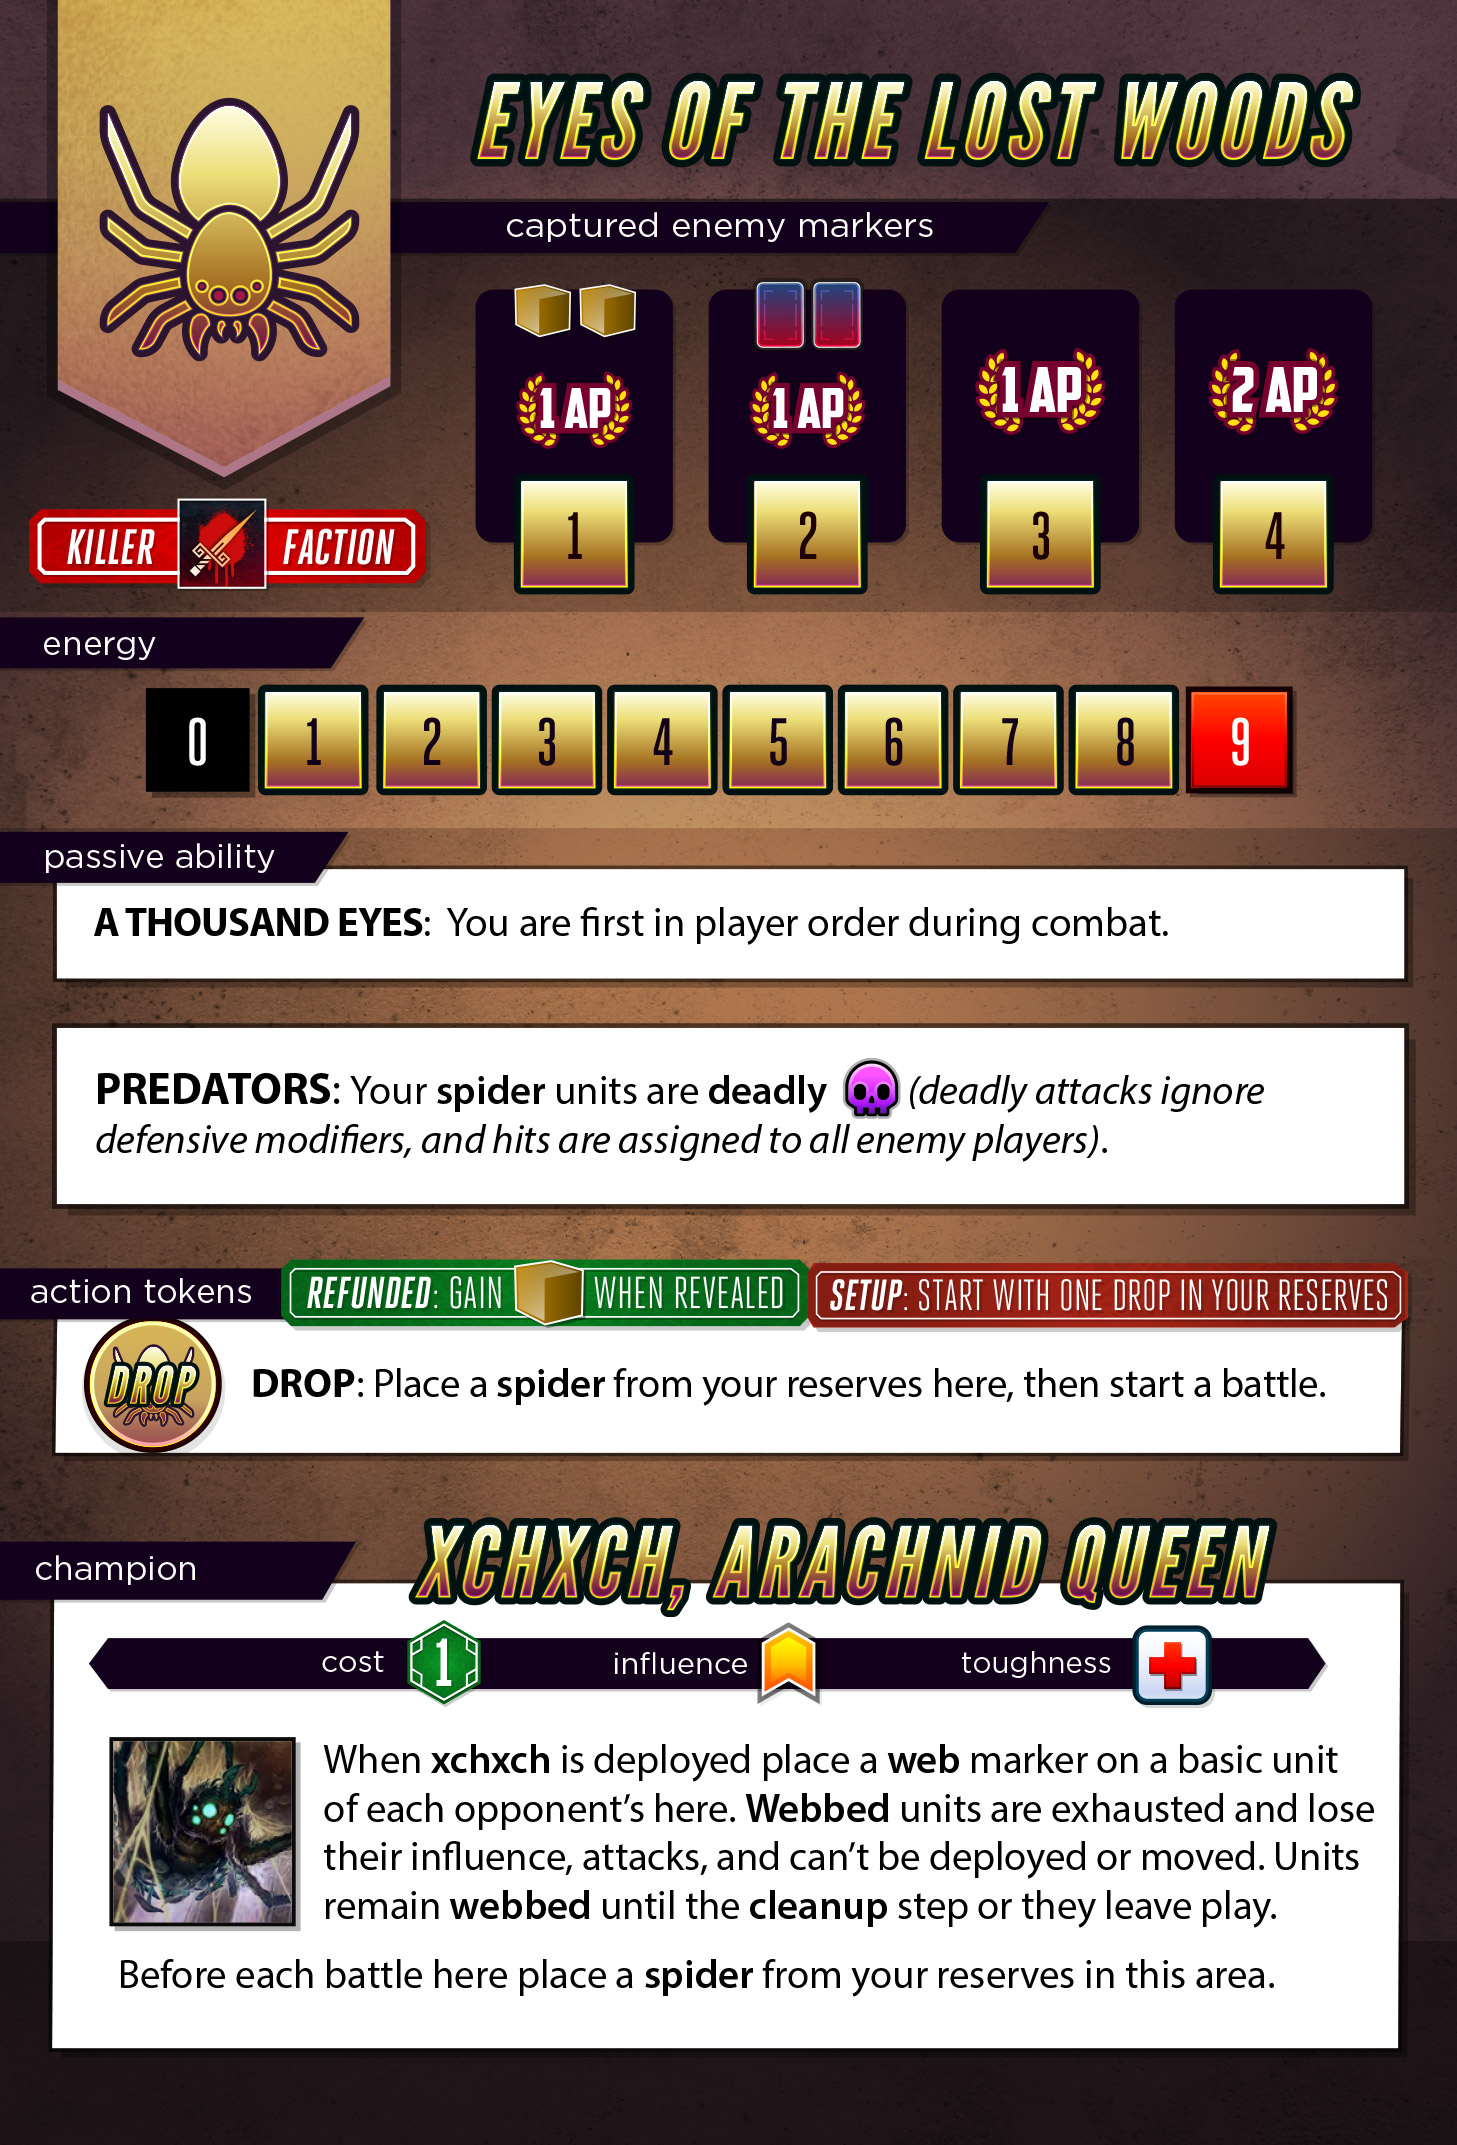 EYES OF THE LOST WOODS
captured enemy markers
1 AP
1 AP
1 AP
2 AP
1
2
3
4
KILLER FACTION
energy
0 1 2 3 4 5 6 7 8 9
passive ability
A THOUSAND EYES: You are first in player order during combat.
PREDATORS: Your spider units are deadly (deadly attacks ignore
defensive modifiers, and hits are assigned to all enemy players).
action tokens
REFUNDED: GAIN WHEN REVEALED
SETUP: START WITH ONE DROP IN YOUR RESERVES
DROP
DROP: Place a spider from your reserves here, then start a battle.
champion
XCHXCH, ARACHNID QUEEN
cost 1 influence toughness
When xchxch is deployed place a web marker on a basic unit
of each opponent's here. Webbed units are exhausted and lose
their influence, attacks, and can't be deployed or moved. Units
remain webbed until the cleanup step or they leave play.
Before each battle here place a spider from your reserves in this area.